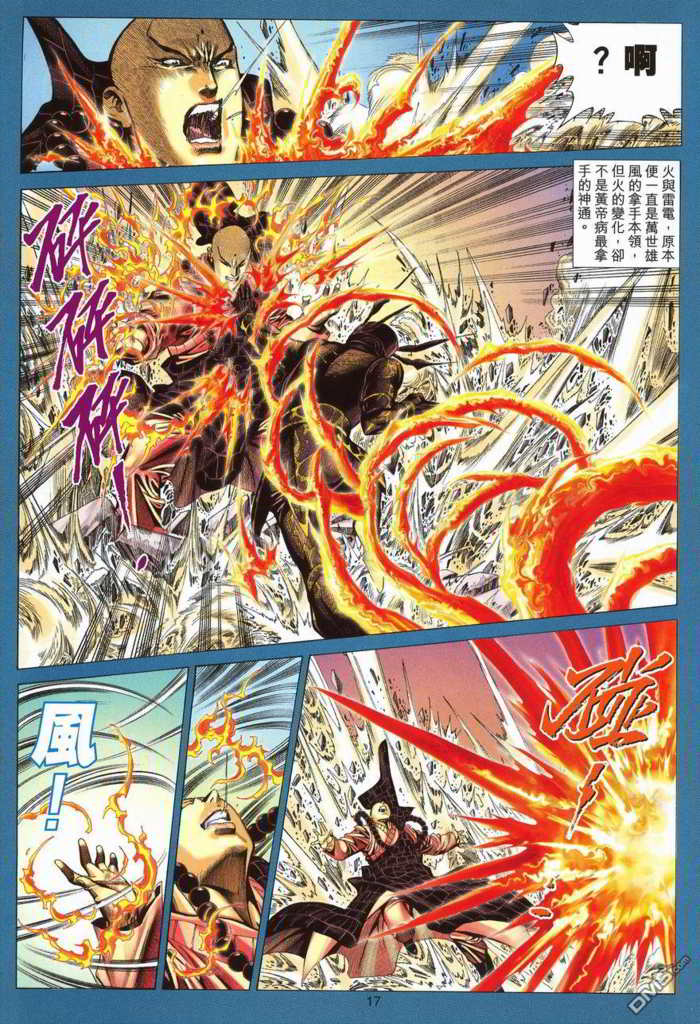 啊？
火與雷電，原本
便一直是萬世雄
風的拿手本領，
但火的變化，卻
不是黃帝病最拿
手的神通。
砰
砰
砰！
碰！
風！
17
DM5.com